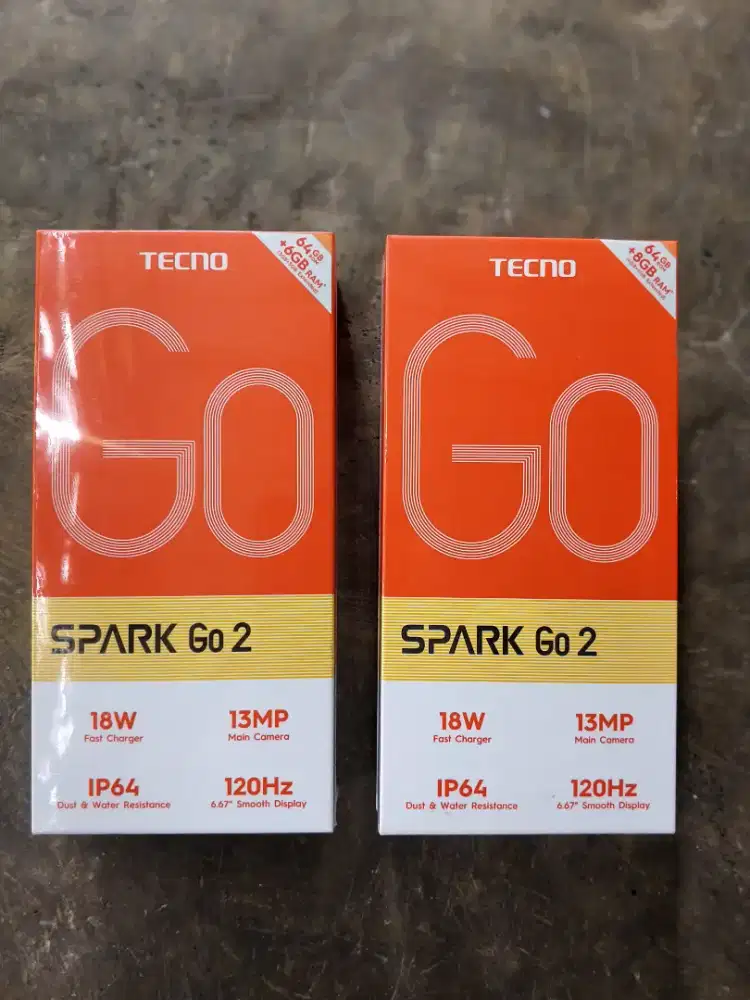 TECNO
64GB ROM
+6GB RAM*
Go
SPARK Go 2
18W
Fast Charger
13MP
Main Camera
IP64
Dust & Water Resistance
120Hz
6.67" Smooth Display
TECNO
64GB ROM
+8GB RAM*
Go
SPARK Go 2
18W
Fast Charger
13MP
Main Camera
IP64
Dust & Water Resistance
120Hz
6.67" Smooth Display